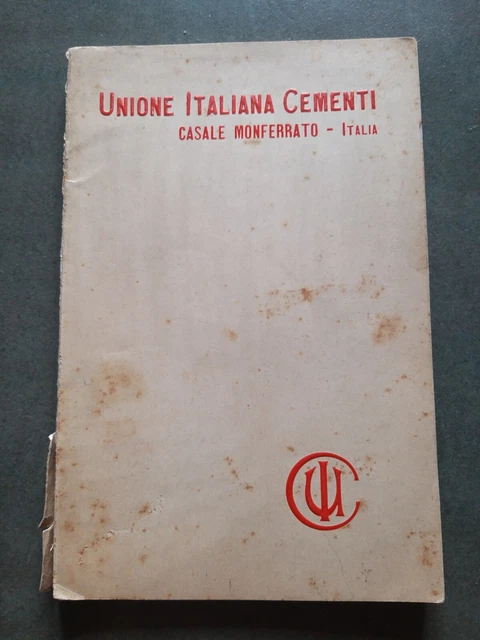 UNIONE ITALIANA CEMENTI
CASALE MONFERRATO - ITALIA
UIC